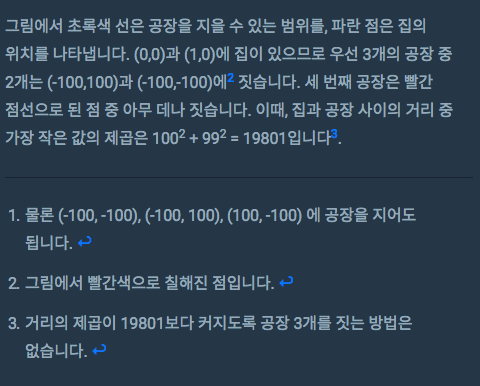 그림에서 초록색 선은 공장을 지을 수 있는 범위를, 파란 점은 집의
위치를 나타냅니다. (0,0)과 (1,0)에 집이 있으므로 우선 3개의 공장 중
2개는 (-100,100)과 (-100,-100)에2 짓습니다. 세 번째 공장은 빨간
점선으로 된 점 중 아무 데나 짓습니다. 이때, 집과 공장 사이의 거리 중
가장 작은 값의 제곱은 100² + 99² = 19801입니다3.
1. 물론 (-100, -100), (-100, 100), (100, -100) 에 공장을 지어도
됩니다. ↩
2. 그림에서 빨간색으로 칠해진 점입니다. ↩
3. 거리의 제곱이 19801보다 커지도록 공장 3개를 짓는 방법은
없습니다. ↩